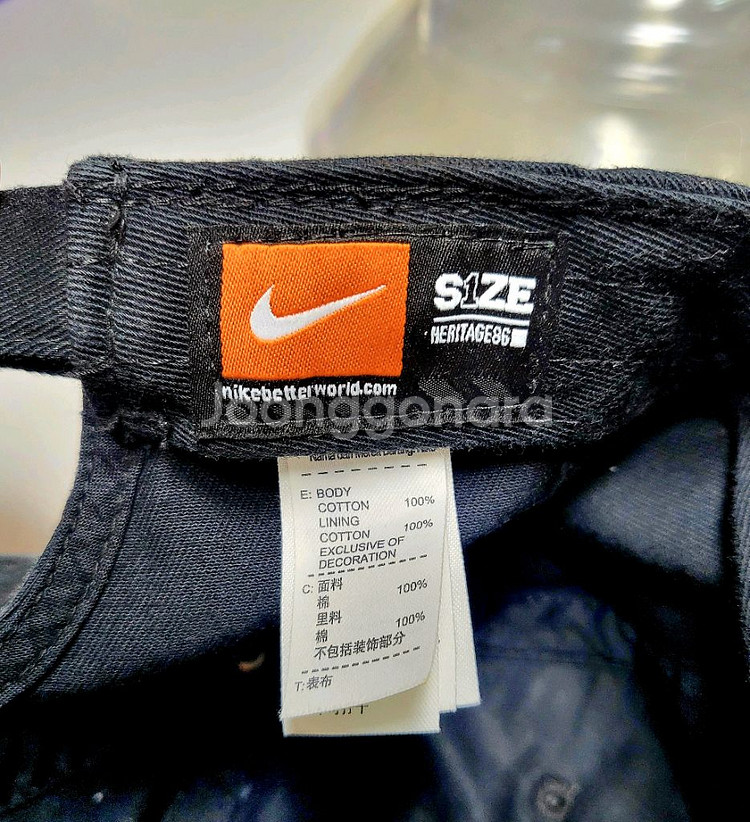 S1ZE
HERITAGE86
nikebetterworld.com
Joonggonara
E: BODY
COTTON 100%
LINING
COTTON 100%
EXCLUSIVE OF
DECORATION
C: 面料
棉 100%
里料
棉 100%
不包括装饰部分
T: 表布